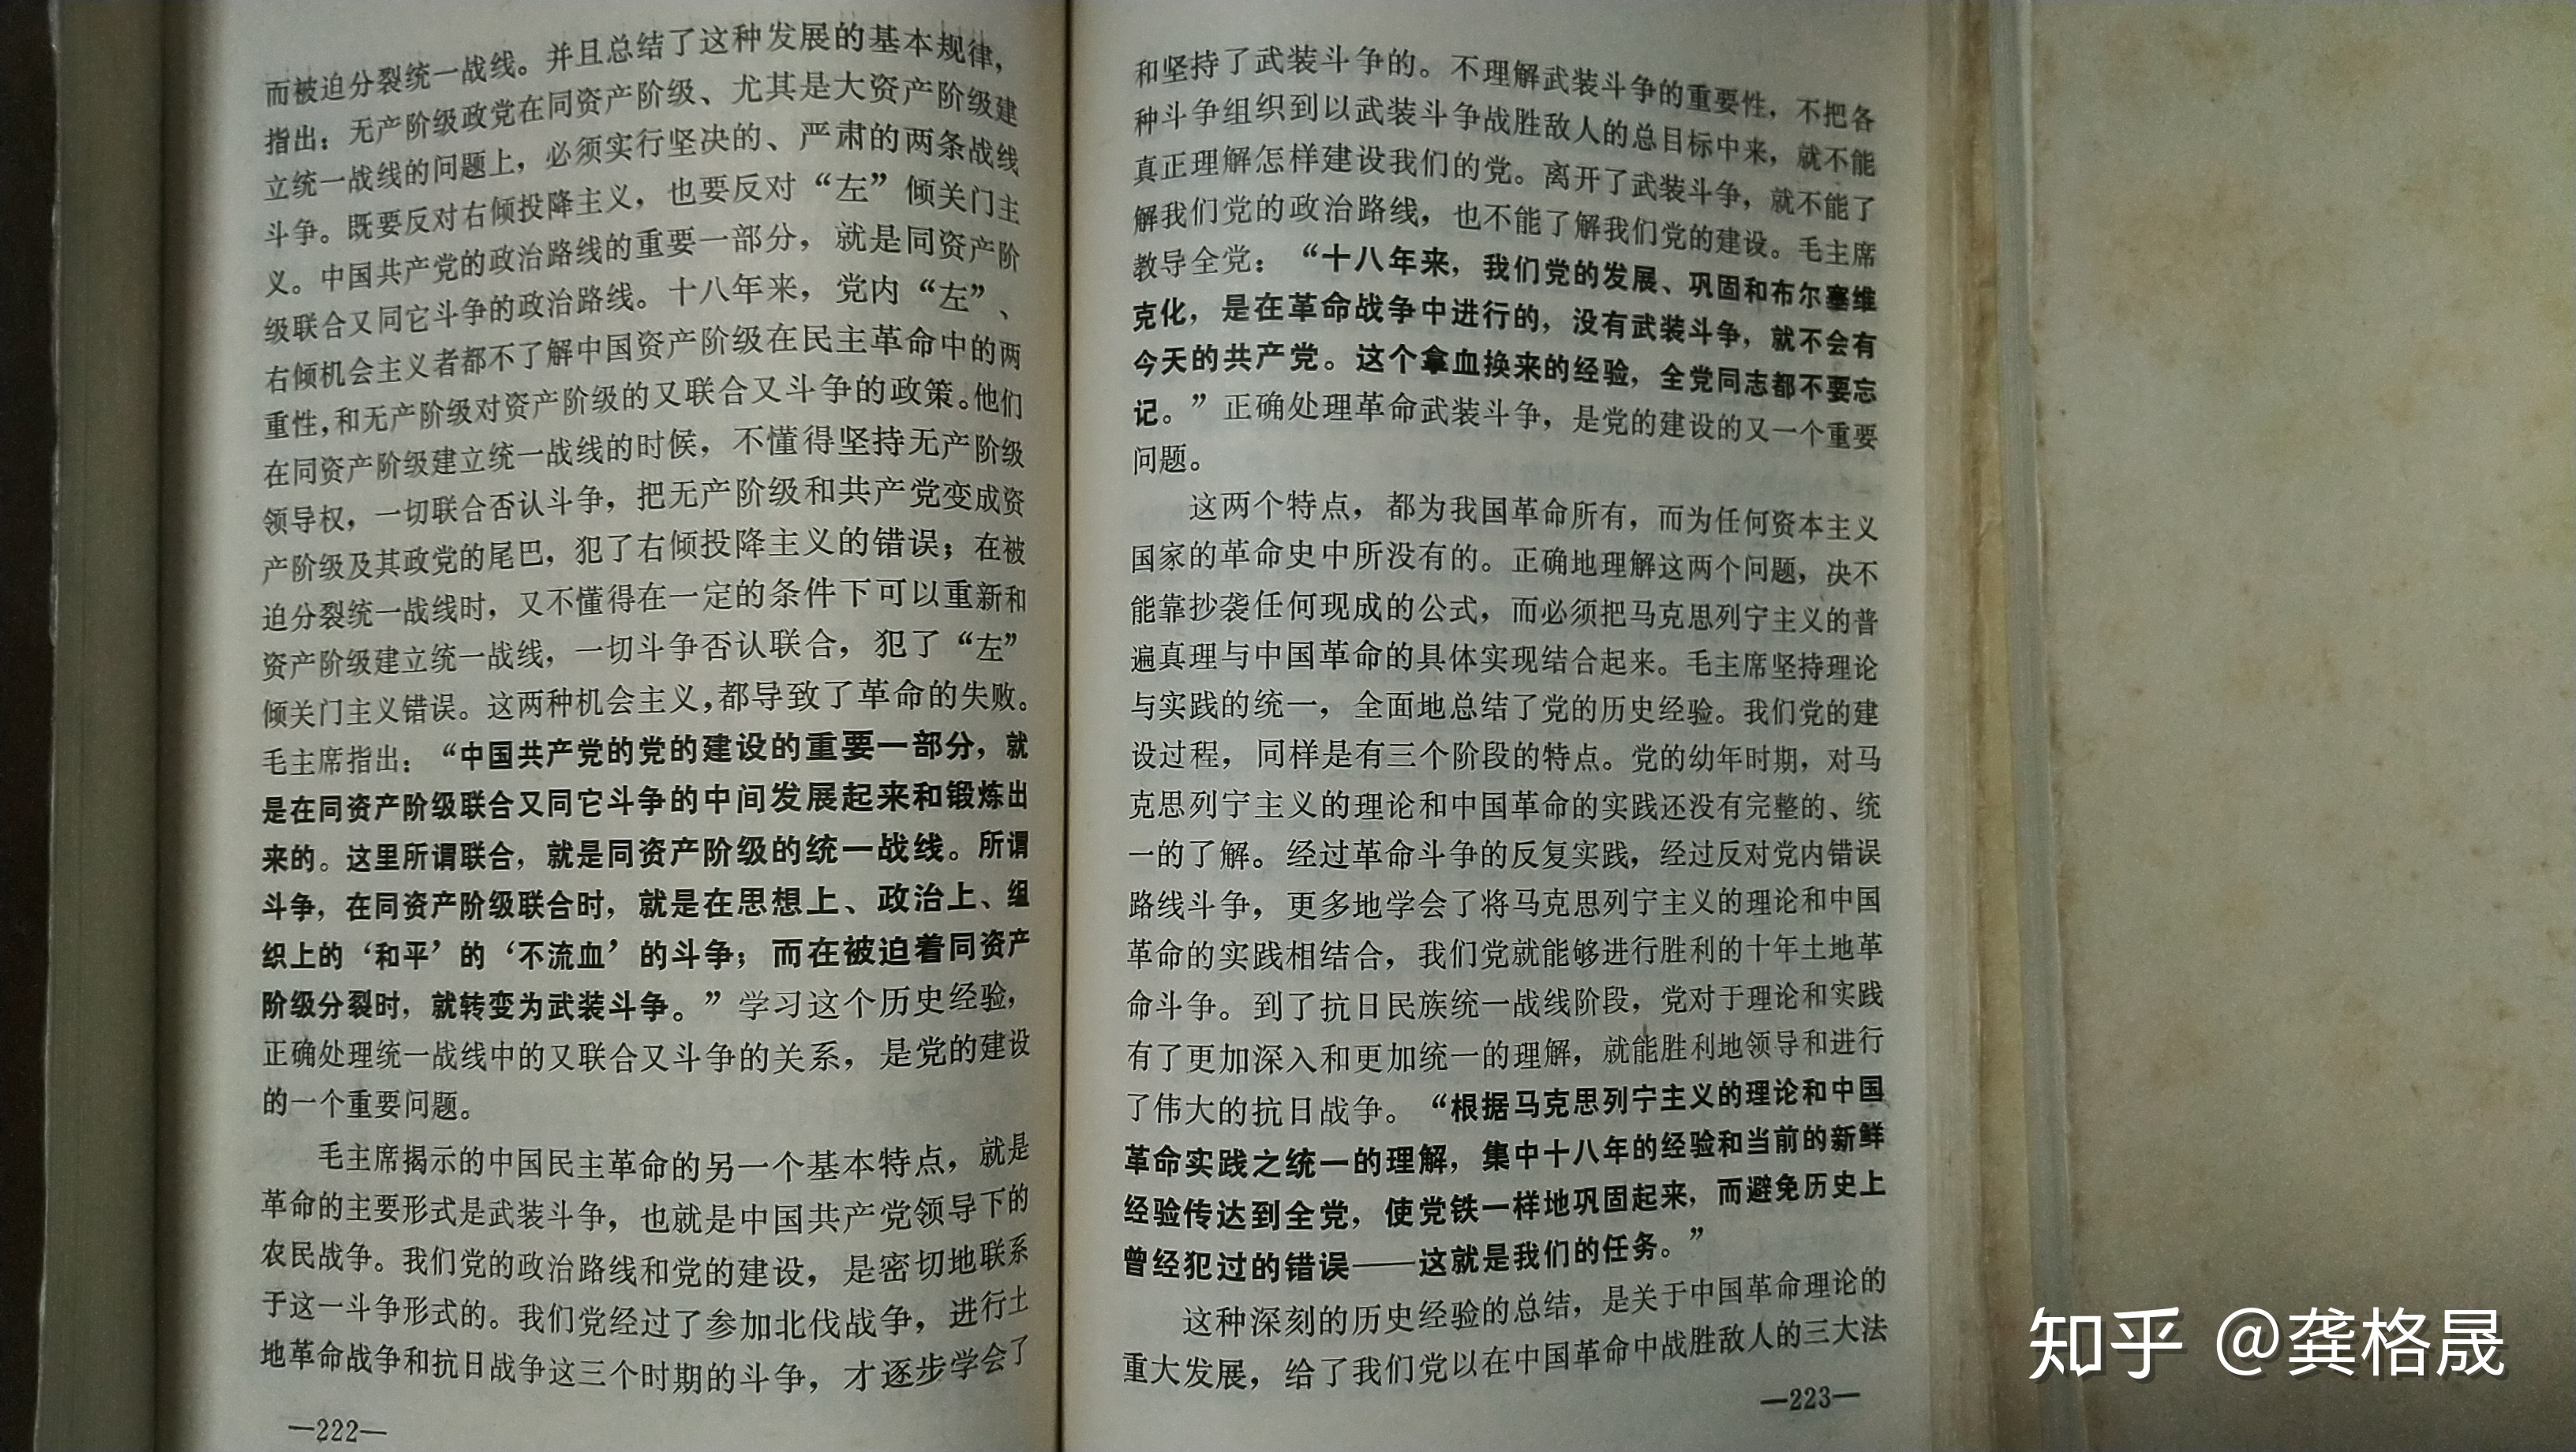 而被迫分裂统一战线。并且总结了这种发展的基本规律，
指出：无产阶级政党在同资产阶级、尤其是大资产阶级建
立统一战线的问题上，必须实行坚决的、严肃的两条战线
斗争。既要反对右倾投降主义，也要反对“左”倾关门主
义。中国共产党的政治路线的重要一部分，就是同资产阶
级联合又同它斗争的政治路线。十八年来，党内“左”、
右倾机会主义者都不了解中国资产阶级在民主革命中的两
重性，和无产阶级对资产阶级的又联合又斗争的政策。他们
在同资产阶级建立统一战线的时候，不懂得坚持无产阶级
领导权，一切联合否认斗争，把无产阶级和共产党变成资
产阶级及其政党的尾巴，犯了右倾投降主义的错误；在被
迫分裂统一战线时，又不懂得在一定的条件下可以重新和
资产阶级建立统一战线，一切斗争否认联合，犯了“左”
倾关门主义错误。这两种机会主义，都导致了革命的失败。
毛主席指出：“中国共产党的党的建设的重要一部分，就
是在同资产阶级联合又同它斗争的中间发展起来和锻炼出
来的。这里所谓联合，就是同资产阶级的统一战线。所谓
斗争，在同资产阶级联合时，就是在思想上、政治上、组
织上的‘和平’的‘不流血’的斗争；而在被迫着同资产
阶级分裂时，就转变为武装斗争。”学习这个历史经验，
正确处理统一战线中的又联合又斗争的关系，是党的建设
的一个重要问题。
毛主席揭示的中国民主革命的另一个基本特点，就是
革命的主要形式是武装斗争，也就是中国共产党领导下的
农民战争。我们党的政治路线和党的建设，是密切地联系
于这一斗争形式的。我们党经过了参加北伐战争，进行土
地革命战争和抗日战争这三个时期的斗争，才逐步学会了
—222—
和坚持了武装斗争的。不理解武装斗争的重要性，不把各
种斗争组织到以武装斗争战胜敌人的总目标中来，就不能
真正理解怎样建设我们的党。离开了武装斗争，就不能了
解我们党的政治路线，也不能了解我们党的建设。毛主席
教导全党：“十八年来，我们党的发展、巩固和布尔塞维
克化，是在革命战争中进行的，没有武装斗争，就不会有
今天的共产党。这个拿血换来的经验，全党同志都不要忘
记。”正确处理革命武装斗争，是党的建设的又一个重要
问题。
这两个特点，都为我国革命所有，而为任何资本主义
国家的革命史中所没有的。正确地理解这两个问题，决不
能靠抄袭任何现成的公式，而必须把马克思列宁主义的普
遍真理与中国革命的具体实现结合起来。毛主席坚持理论
与实践的统一，全面地总结了党的历史经验。我们党的建
设过程，同样是有三个阶段的特点。党的幼年时期，对马
克思列宁主义的理论和中国革命的实践还没有完整的、统
一的了解。经过革命斗争的反复实践，经过反对党内错误
路线斗争，更多地学会了将马克思列宁主义的理论和中国
革命的实践相结合，我们党就能够进行胜利的十年土地革
命斗争。到了抗日民族统一战线阶段，党对于理论和实践
有了更加深入和更加统一的理解，就能胜利地领导和进行
了伟大的抗日战争。“根据马克思列宁主义的理论和中国
革命实践之统一的理解，集中十八年的经验和当前的新鲜
经验传达到全党，使党铁一样地巩固起来，而避免历史上
曾经犯过的错误——这就是我们的任务。”
这种深刻的历史经验的总结，是关于中国革命理论的
重大发展，给了我们党以在中国革命中战胜敌人的三大法
—223—
知乎 @龚格晟